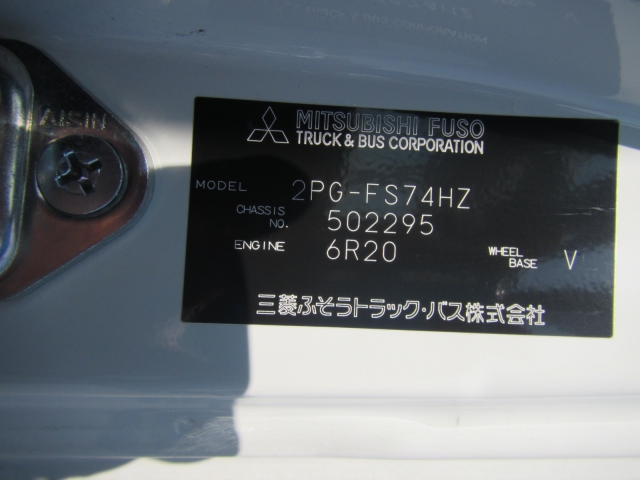 AISIN
MITSUBISHI FUSO
TRUCK & BUS CORPORATION
MODEL 2PG-FS74HZ
CHASSIS NO. 502295
ENGINE 6R20 WHEEL BASE V
三菱ふそうトラック・バス株式会社